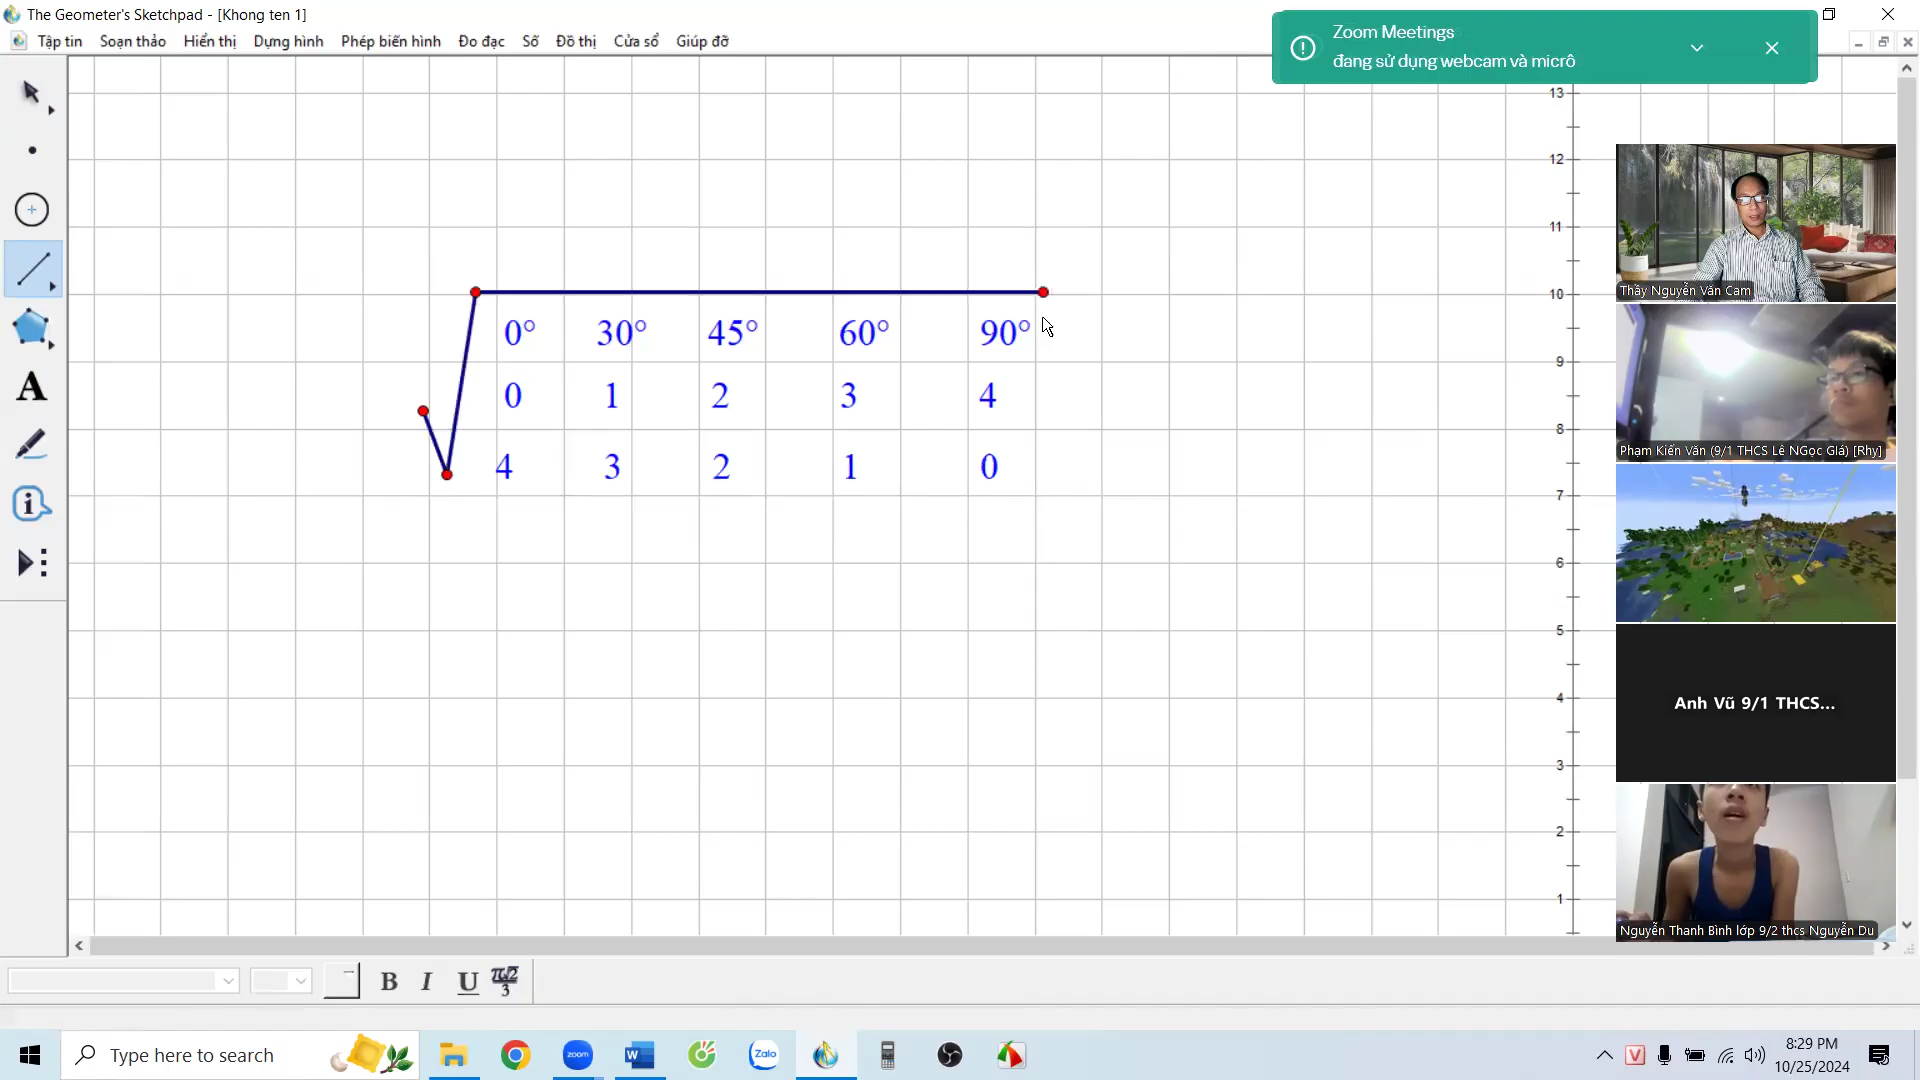 The Geometer's Sketchpad - [Khong ten 1]
Tập tin Soạn thảo Hiển thị Dựng hình Phép biến hình Đo đạc Số Đồ thị Cửa sổ Giúp đỡ
Zoom Meetings
đang sử dụng webcam và micrô
13
12
11
10
9
8
7
6
5
4
3
2
1
0° 30° 45° 60° 90°
0 1 2 3 4
4 3 2 1 0
A
Thầy Nguyễn Văn Cam
Phạm Kiến Văn (9/1 THCS Lê NGọc GIá) [Rhy]
Anh Vũ 9/1 THCS...
Nguyễn Thanh Bình lớp 9/2 thcs Nguyễn Du
B I U π√2/3
Type here to search
zoom
W
Zalo
V
8:29 PM
10/25/2024